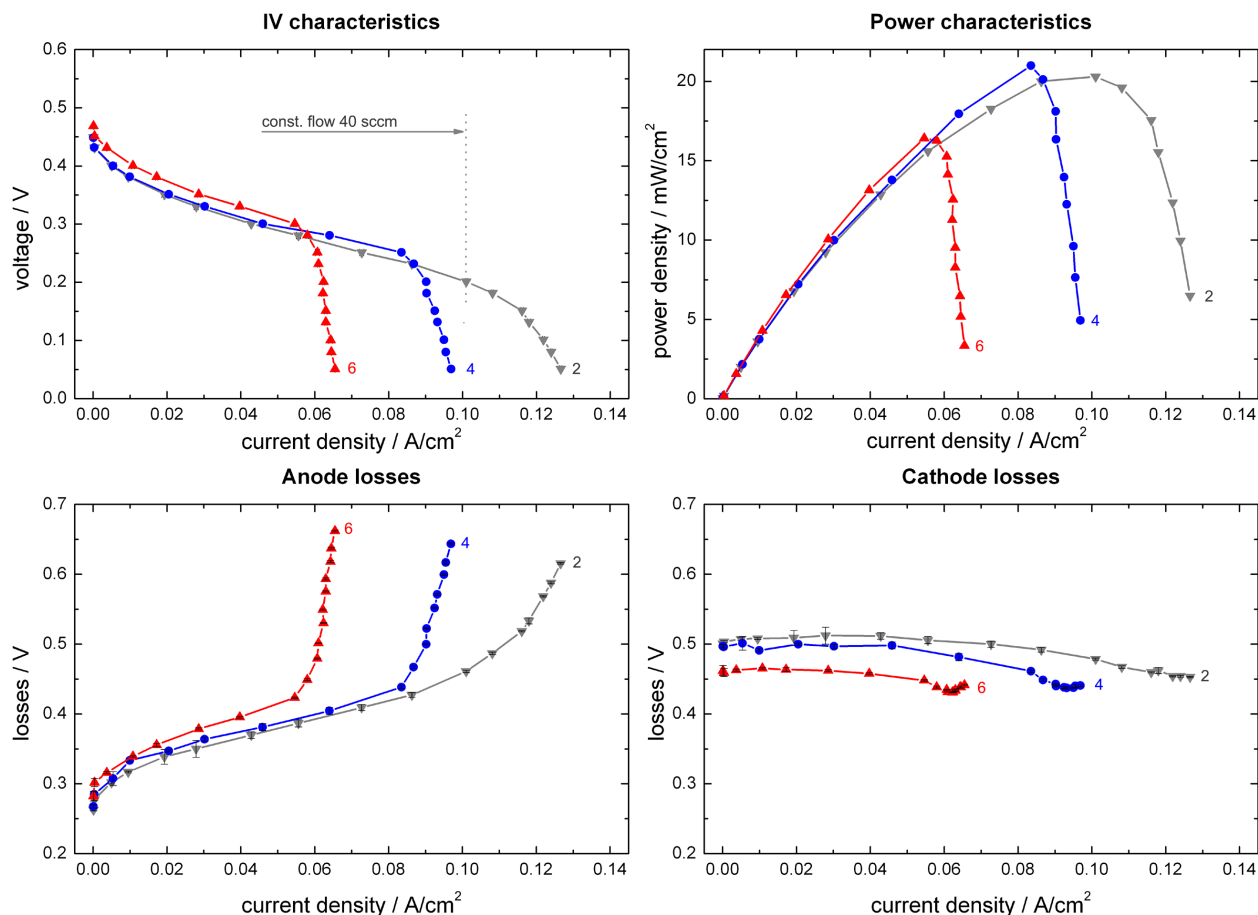 IV characteristics
voltage / V
0.6
0.5
0.4
0.3
0.2
0.1
0.0
const. flow 40 sccm
6
4
2
0.00 0.02 0.04 0.06 0.08 0.10 0.12 0.14
current density / A/cm²
Power characteristics
power density / mW/cm²
20
15
10
5
0
6
4
2
0.00 0.02 0.04 0.06 0.08 0.10 0.12 0.14
current density / A/cm²
Anode losses
losses / V
0.7
0.6
0.5
0.4
0.3
0.2
6
4
2
0.00 0.02 0.04 0.06 0.08 0.10 0.12 0.14
current density / A/cm²
Cathode losses
losses / V
0.7
0.6
0.5
0.4
0.3
0.2
6
4
2
0.00 0.02 0.04 0.06 0.08 0.10 0.12 0.14
current density / A/cm²